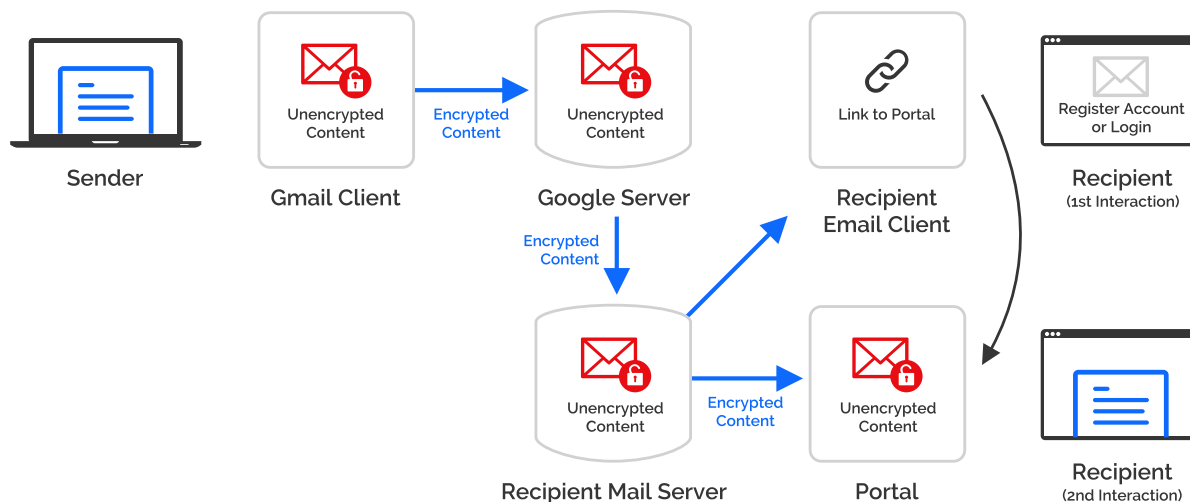 Unencrypted
Content
Encrypted
Content
Unencrypted
Content
Link to Portal
Register Account
or Login
Sender
Gmail Client
Google Server
Recipient
Email Client
Recipient
(1st Interaction)
Encrypted
Content
Unencrypted
Content
Encrypted
Content
Unencrypted
Content
Recipient Mail Server
Portal
Recipient
(2nd Interaction)